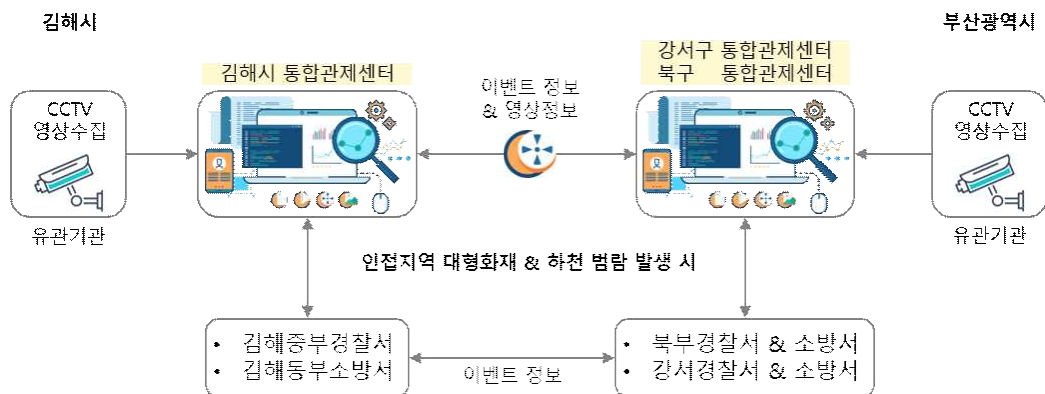 김해시
부산광역시
김해시 통합관제센터
강서구 통합관제센터
북구 통합관제센터
CCTV
영상수집
유관기관
이벤트 정보
& 영상정보
CCTV
영상수집
유관기관
인접지역 대형화재 & 하천 범람 발생 시
• 김해중부경찰서
• 김해동부소방서
이벤트 정보
• 북부경찰서 & 소방서
• 강서경찰서 & 소방서